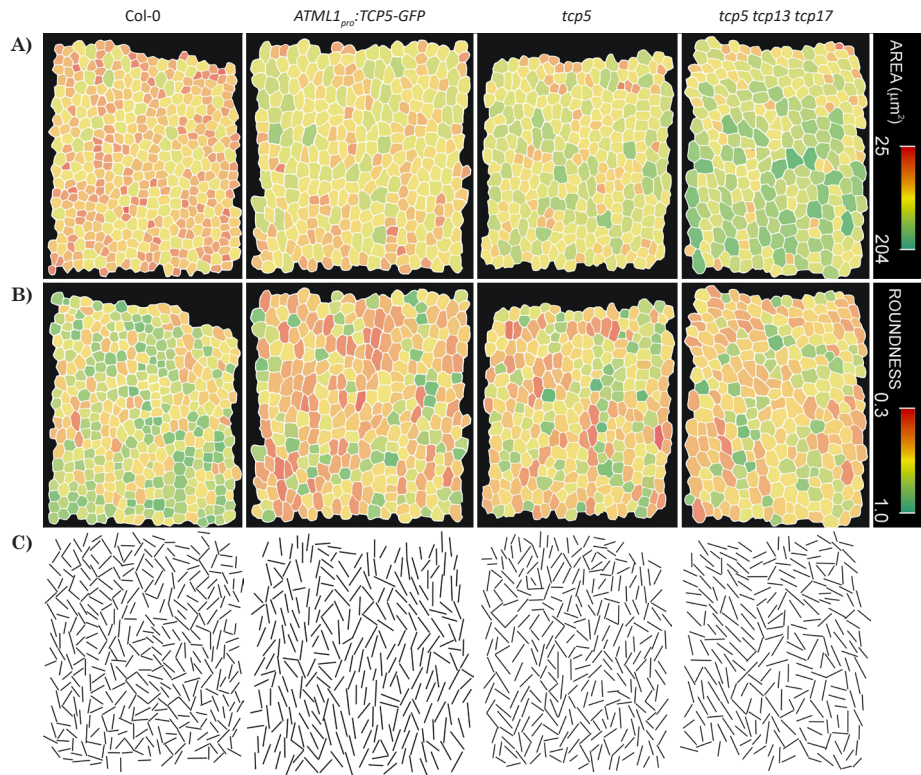 Col-0
ATML1pro:TCP5-GFP
tcp5
tcp5 tcp13 tcp17
A)
AREA (μm²)
25
204
B)
ROUNDNESS
0.3
1.0
C)